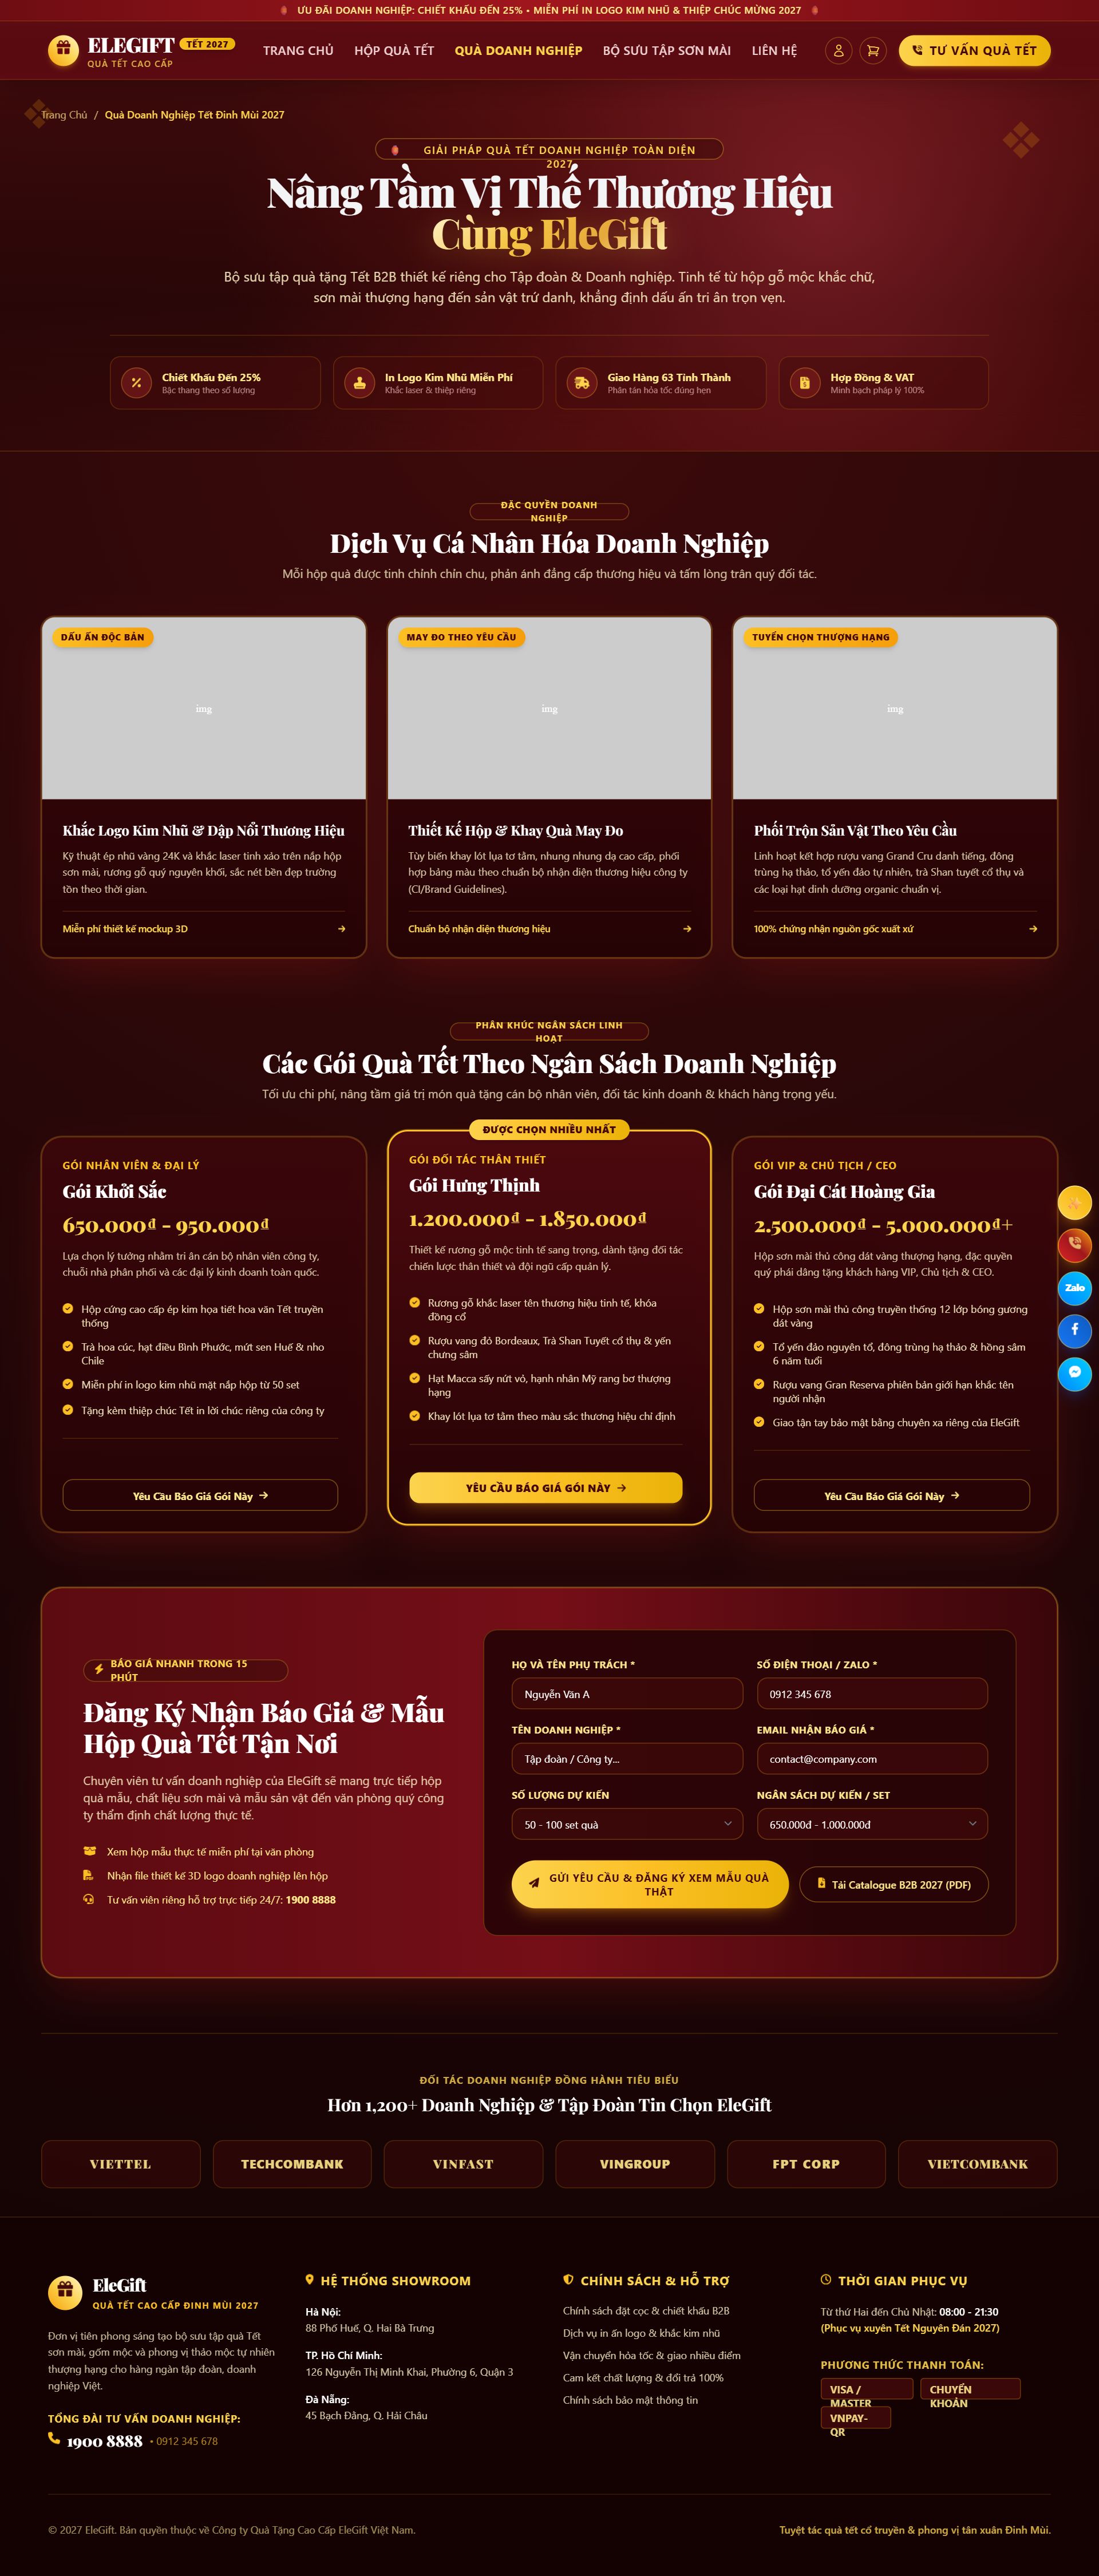 ƯU ĐÃI DOANH NGHIỆP: CHIẾT KHẤU ĐẾN 25% • MIỄN PHÍ IN LOGO KIM NHŨ & THIỆP CHÚC MỪNG 2027
ELEGIFT TẾT 2027
QUÀ TẾT CAO CẤP
TRANG CHỦ HỘP QUÀ TẾT QUÀ DOANH NGHIỆP BỘ SƯU TẬP SƠN MÀI LIÊN HỆ
TƯ VẤN QUÀ TẾT
Trang Chủ / Quà Doanh Nghiệp Tết Đinh Mùi 2027
GIẢI PHÁP QUÀ TẾT DOANH NGHIỆP TOÀN DIỆN
2027
Nâng Tầm Vị Thế Thương Hiệu
Cùng EleGift
Bộ sưu tập quà tặng Tết B2B thiết kế riêng cho Tập đoàn & Doanh nghiệp. Tinh tế từ hộp gỗ mộc khắc chữ,
sơn mài thượng hạng đến sản vật trứ danh, khẳng định dấu ấn tri ân trọn vẹn.
Chiết Khấu Đến 25%
Bậc thang theo số lượng
In Logo Kim Nhũ Miễn Phí
Khắc laser & thiệp riêng
Giao Hàng 63 Tỉnh Thành
Phân tán hỏa tốc đúng hẹn
Hợp Đồng & VAT
Minh bạch pháp lý 100%
ĐẶC QUYỀN DOANH
NGHIỆP
Dịch Vụ Cá Nhân Hóa Doanh Nghiệp
Mỗi hộp quà được tinh chỉnh chỉn chu, phản ánh đẳng cấp thương hiệu và tấm lòng trân quý đối tác.
DẤU ẤN ĐỘC BẢN
img
Khắc Logo Kim Nhũ & Dập Nổi Thương Hiệu
Kỹ thuật ép nhũ vàng 24K và khắc laser tinh xảo trên nắp hộp
sơn mài, rương gỗ quý nguyên khối, sắc nét bền đẹp trường
tồn theo thời gian.
Miễn phí thiết kế mockup 3D
MAY ĐO THEO YÊU CẦU
img
Thiết Kế Hộp & Khay Quà May Đo
Tùy biến khay lót lụa tơ tằm, nhung nhung dạ cao cấp, phối
hợp bảng màu theo chuẩn bộ nhận diện thương hiệu công ty
(CI/Brand Guidelines).
Chuẩn bộ nhận diện thương hiệu
TUYỂN CHỌN THƯỢNG HẠNG
img
Phối Trộn Sản Vật Theo Yêu Cầu
Linh hoạt kết hợp rượu vang Grand Cru danh tiếng, đông
trùng hạ thảo, tổ yến đảo tự nhiên, trà Shan tuyết cổ thụ và
các loại hạt dinh dưỡng organic chuẩn vị.
100% chứng nhận nguồn gốc xuất xứ
PHÂN KHÚC NGÂN SÁCH LINH
HOẠT
Các Gói Quà Tết Theo Ngân Sách Doanh Nghiệp
Tối ưu chi phí, nâng tầm giá trị món quà tặng cán bộ nhân viên, đối tác kinh doanh & khách hàng trọng yếu.
GÓI NHÂN VIÊN & ĐẠI LÝ
Gói Khởi Sắc
650.000₫ - 950.000₫
Lựa chọn lý tưởng nhằm tri ân cán bộ nhân viên công ty,
chuỗi nhà phân phối và các đại lý kinh doanh toàn quốc.
Hộp cứng cao cấp ép kim họa tiết hoa văn Tết truyền
thống
Trà hoa cúc, hạt điều Bình Phước, mứt sen Huế & nho
Chile
Miễn phí in logo kim nhũ mặt nắp hộp từ 50 set
Tặng kèm thiệp chúc Tết in lời chúc riêng của công ty
Yêu Cầu Báo Giá Gói Này
ĐƯỢC CHỌN NHIỀU NHẤT
GÓI ĐỐI TÁC THÂN THIẾT
Gói Hưng Thịnh
1.200.000₫ - 1.850.000₫
Thiết kế rương gỗ mộc tinh tế sang trọng, dành tặng đối tác
chiến lược thân thiết và đội ngũ cấp quản lý.
Rương gỗ khắc laser tên thương hiệu tinh tế, khóa
đồng cổ
Rượu vang đỏ Bordeaux, Trà Shan Tuyết cổ thụ & yến
chưng sâm
Hạt Macca sấy nứt vỏ, hạnh nhân Mỹ rang bơ thượng
hạng
Khay lót lụa tơ tằm theo màu sắc thương hiệu chỉ định
YÊU CẦU BÁO GIÁ GÓI NÀY
GÓI VIP & CHỦ TỊCH / CEO
Gói Đại Cát Hoàng Gia
2.500.000₫ - 5.000.000₫+
Hộp sơn mài thủ công dát vàng thượng hạng, đặc quyền
quý phái dâng tặng khách hàng VIP, Chủ tịch & CEO.
Hộp sơn mài thủ công truyền thống 12 lớp bóng gương
dát vàng
Tổ yến đảo nguyên tổ, đông trùng hạ thảo & hồng sâm
6 năm tuổi
Rượu vang Gran Reserva phiên bản giới hạn khắc tên
người nhận
Giao tận tay bảo mật bằng chuyên xa riêng của EleGift
Yêu Cầu Báo Giá Gói Này
Zalo
BÁO GIÁ NHANH TRONG 15
PHÚT
Đăng Ký Nhận Báo Giá & Mẫu
Hộp Quà Tết Tận Nơi
Chuyên viên tư vấn doanh nghiệp của EleGift sẽ mang trực tiếp hộp
quà mẫu, chất liệu sơn mài và mẫu sản vật đến văn phòng quý công
ty thẩm định chất lượng thực tế.
Xem hộp mẫu thực tế miễn phí tại văn phòng
Nhận file thiết kế 3D logo doanh nghiệp lên hộp
Tư vấn viên riêng hỗ trợ trực tiếp 24/7: 1900 8888
HỌ VÀ TÊN PHỤ TRÁCH *
Nguyễn Văn A
SỐ ĐIỆN THOẠI / ZALO *
0912 345 678
TÊN DOANH NGHIỆP *
Tập đoàn / Công ty...
EMAIL NHẬN BÁO GIÁ *
contact@company.com
SỐ LƯỢNG DỰ KIẾN
50 - 100 set quà
NGÂN SÁCH DỰ KIẾN / SET
650.000đ - 1.000.000đ
GỬI YÊU CẦU & ĐĂNG KÝ XEM MẪU QUÀ
THẬT
Tải Catalogue B2B 2027 (PDF)
ĐỐI TÁC DOANH NGHIỆP ĐỒNG HÀNH TIÊU BIỂU
Hơn 1,200+ Doanh Nghiệp & Tập Đoàn Tin Chọn EleGift
VIETTEL
TECHCOMBANK
VINFAST
VINGROUP
FPT CORP
VIETCOMBANK
EleGift
QUÀ TẾT CAO CẤP ĐINH MÙI 2027
Đơn vị tiên phong sáng tạo bộ sưu tập quà Tết
sơn mài, gốm mộc và phong vị thảo mộc tự nhiên
thượng hạng cho hàng ngàn tập đoàn, doanh
nghiệp Việt.
TỔNG ĐÀI TƯ VẤN DOANH NGHIỆP:
1900 8888 • 0912 345 678
HỆ THỐNG SHOWROOM
Hà Nội:
88 Phố Huế, Q. Hai Bà Trưng
TP. Hồ Chí Minh:
126 Nguyễn Thị Minh Khai, Phường 6, Quận 3
Đà Nẵng:
45 Bạch Đằng, Q. Hải Châu
CHÍNH SÁCH & HỖ TRỢ
Chính sách đặt cọc & chiết khấu B2B
Dịch vụ in ấn logo & khắc kim nhũ
Vận chuyển hỏa tốc & giao nhiều điểm
Cam kết chất lượng & đổi trả 100%
Chính sách bảo mật thông tin
THỜI GIAN PHỤC VỤ
Từ thứ Hai đến Chủ Nhật: 08:00 - 21:30
(Phục vụ xuyên Tết Nguyên Đán 2027)
PHƯƠNG THỨC THANH TOÁN:
VISA /
MASTER
CHUYỂN
KHOẢN
VNPAY-
QR
© 2027 EleGift. Bản quyền thuộc về Công ty Quà Tặng Cao Cấp EleGift Việt Nam.
Tuyệt tác quà tết cổ truyền & phong vị tân xuân Đinh Mùi.